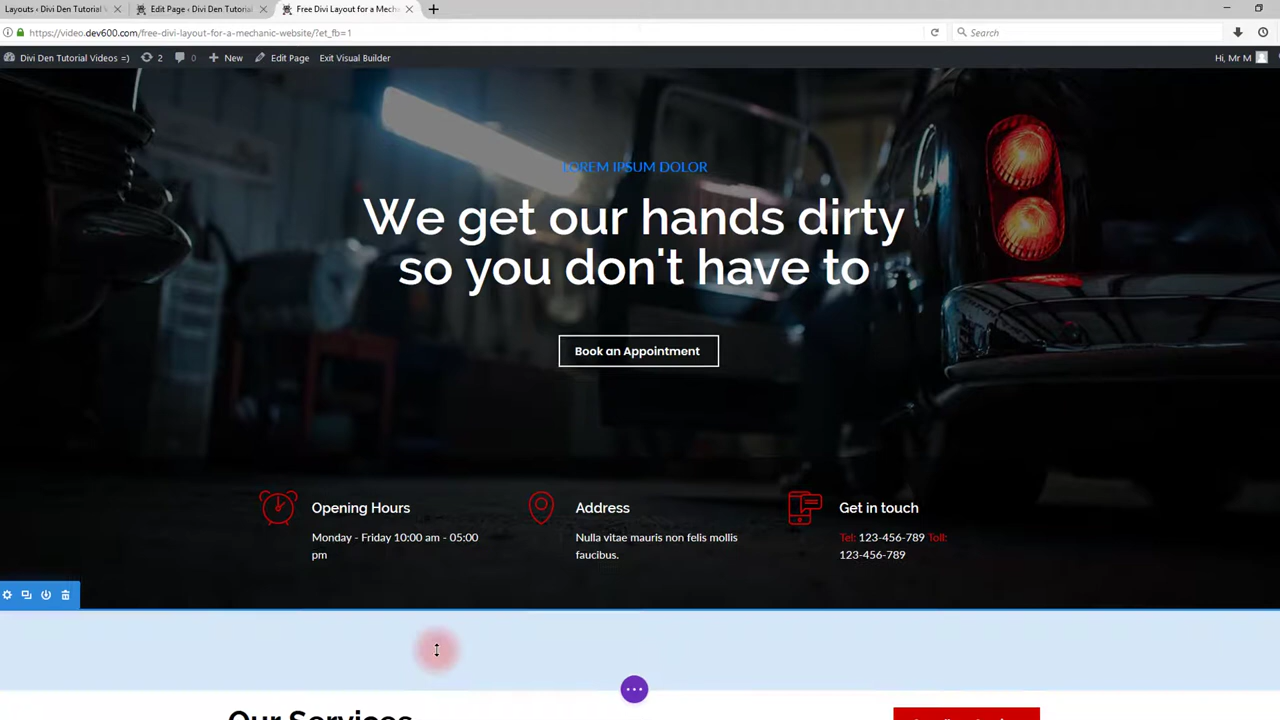 Layouts ‹ Divi Den Tutorial V
Edit Page ‹ Divi Den Tutorial
Free Divi Layout for a Mech
https://video.dev600.com/free-divi-layout-for-a-mechanic-website/?et_fb=1
Search
Divi Den Tutorial Videos =)
2
0
New
Edit Page
Exit Visual Builder
Hi, Mr M
LOREM IPSUM DOLOR
We get our hands dirty
so you don't have to
Book an Appointment
Opening Hours
Monday - Friday 10:00 am - 05:00
pm
Address
Nulla vitae mauris non felis mollis
faucibus.
Get in touch
Tel: 123-456-789 Toll:
123-456-789
Our Services